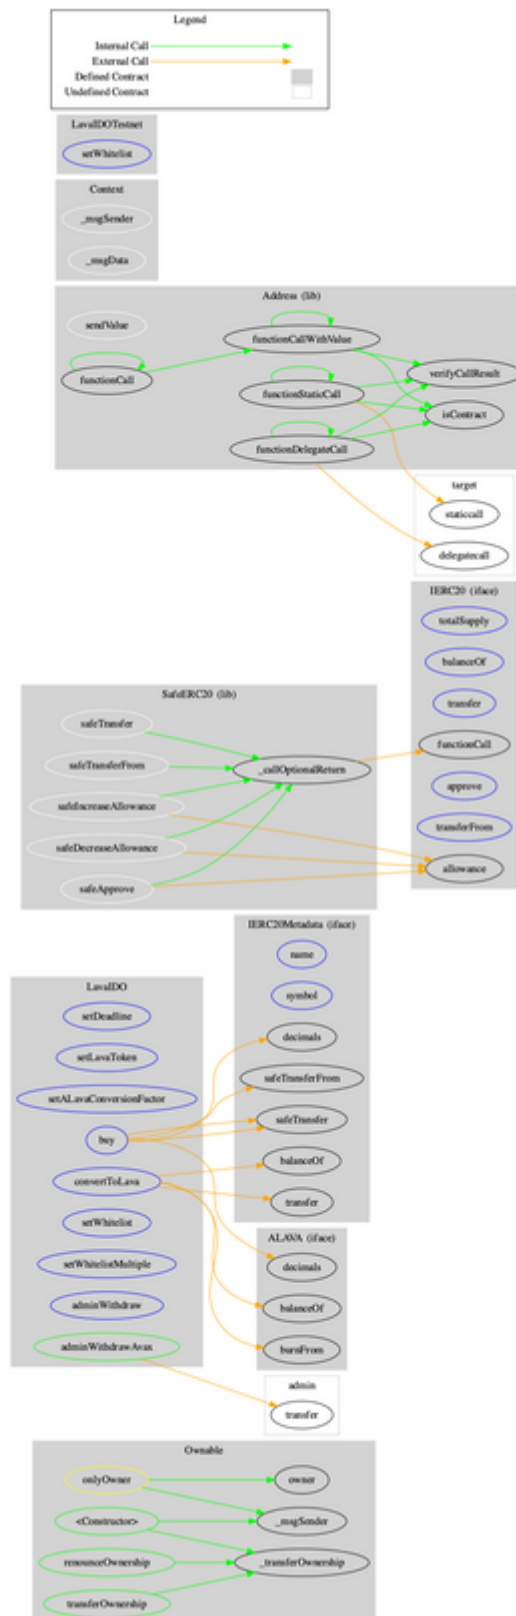 Legend
Internal Call
External Call
Defined Contract
Undefined Contract
LavaIDOTestnet
setWhitelist
Context
_msgSender
_msgData
Address (lib)
sendValue
functionCall
functionCallWithValue
functionStaticCall
functionDelegateCall
verifyCallResult
isContract
target
staticcall
delegatecall
IERC20 (iface)
totalSupply
balanceOf
transfer
functionCall
approve
transferFrom
allowance
SafeERC20 (lib)
safeTransfer
safeTransferFrom
safeIncreaseAllowance
safeDecreaseAllowance
safeApprove
_callOptionalReturn
IERC20Metadata (iface)
name
symbol
decimals
safeTransferFrom
safeTransfer
balanceOf
transfer
LavaIDO
setDeadline
setLavaToken
setALavaConversionFactor
buy
convertToLava
setWhitelist
setWhitelistMultiple
adminWithdraw
adminWithdrawAvax
ALAVA (iface)
decimals
balanceOf
burnFrom
admin
transfer
Ownable
onlyOwner
<Constructor>
renounceOwnership
transferOwnership
owner
_msgSender
_transferOwnership